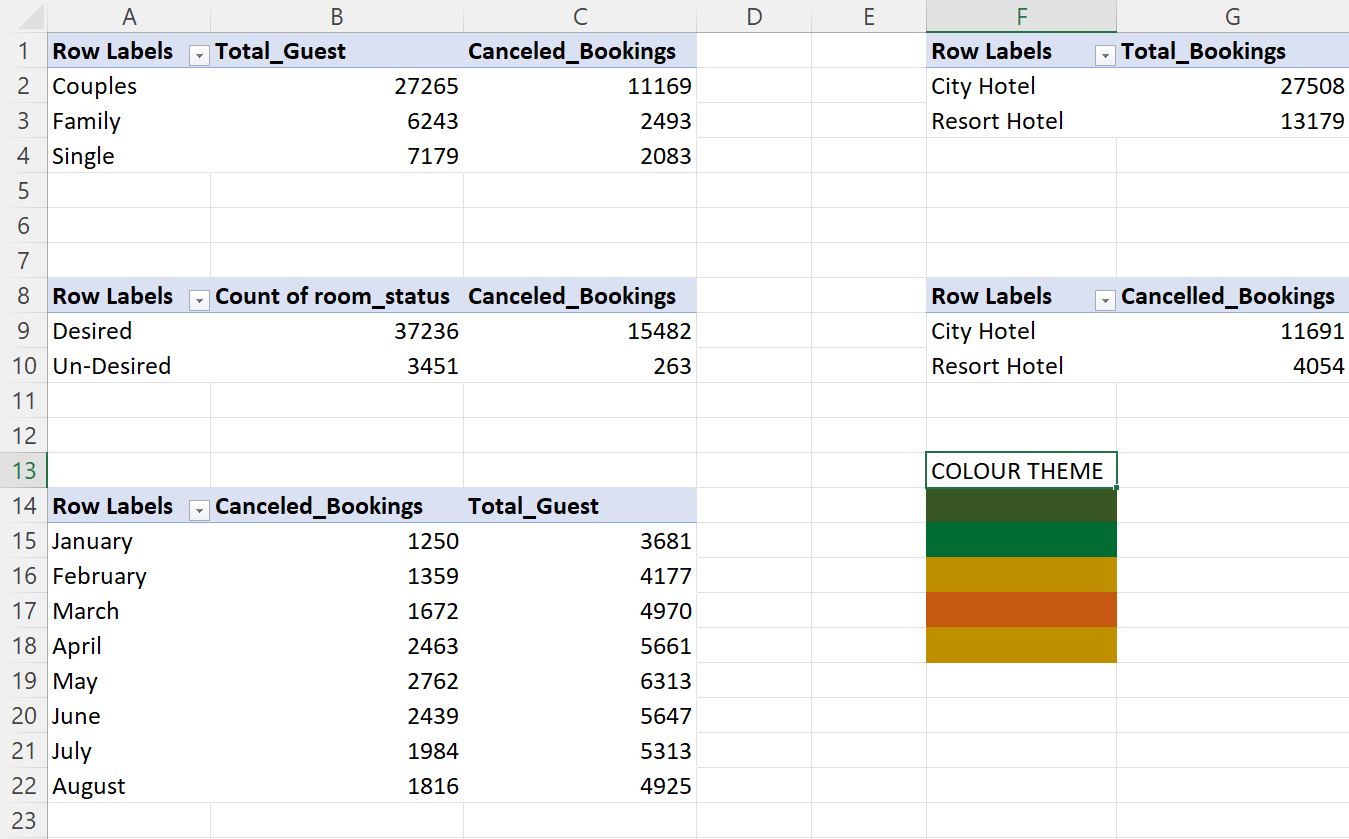 A B C D E F G
1 Row Labels Total_Guest Canceled_Bookings Row Labels Total_Bookings
2 Couples 27265 11169 City Hotel 27508
3 Family 6243 2493 Resort Hotel 13179
4 Single 7179 2083
5
6
7
8 Row Labels Count of room_status Canceled_Bookings Row Labels Cancelled_Bookings
9 Desired 37236 15482 City Hotel 11691
10 Un-Desired 3451 263 Resort Hotel 4054
11
12
13 COLOUR THEME
14 Row Labels Canceled_Bookings Total_Guest
15 January 1250 3681
16 February 1359 4177
17 March 1672 4970
18 April 2463 5661
19 May 2762 6313
20 June 2439 5647
21 July 1984 5313
22 August 1816 4925
23